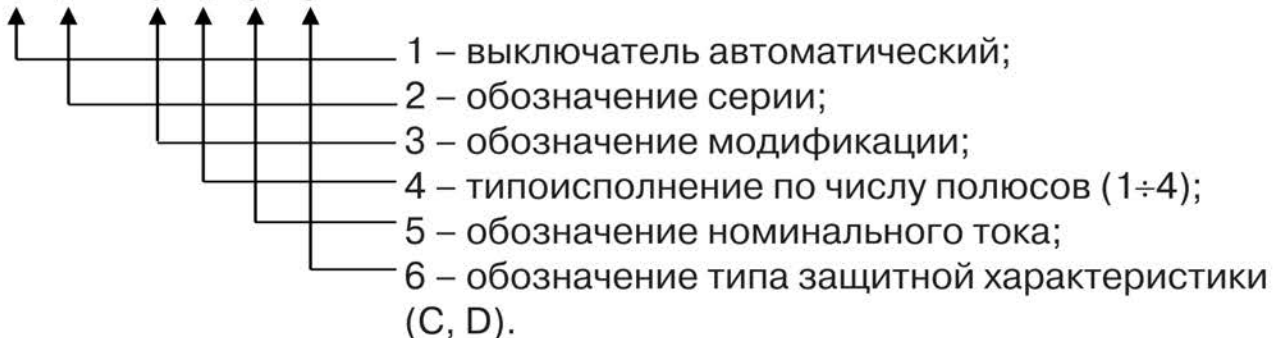 1 – выключатель автоматический;
2 – обозначение серии;
3 – обозначение модификации;
4 – типоисполнение по числу полюсов (1÷4);
5 – обозначение номинального тока;
6 – обозначение типа защитной характеристики
(C, D).